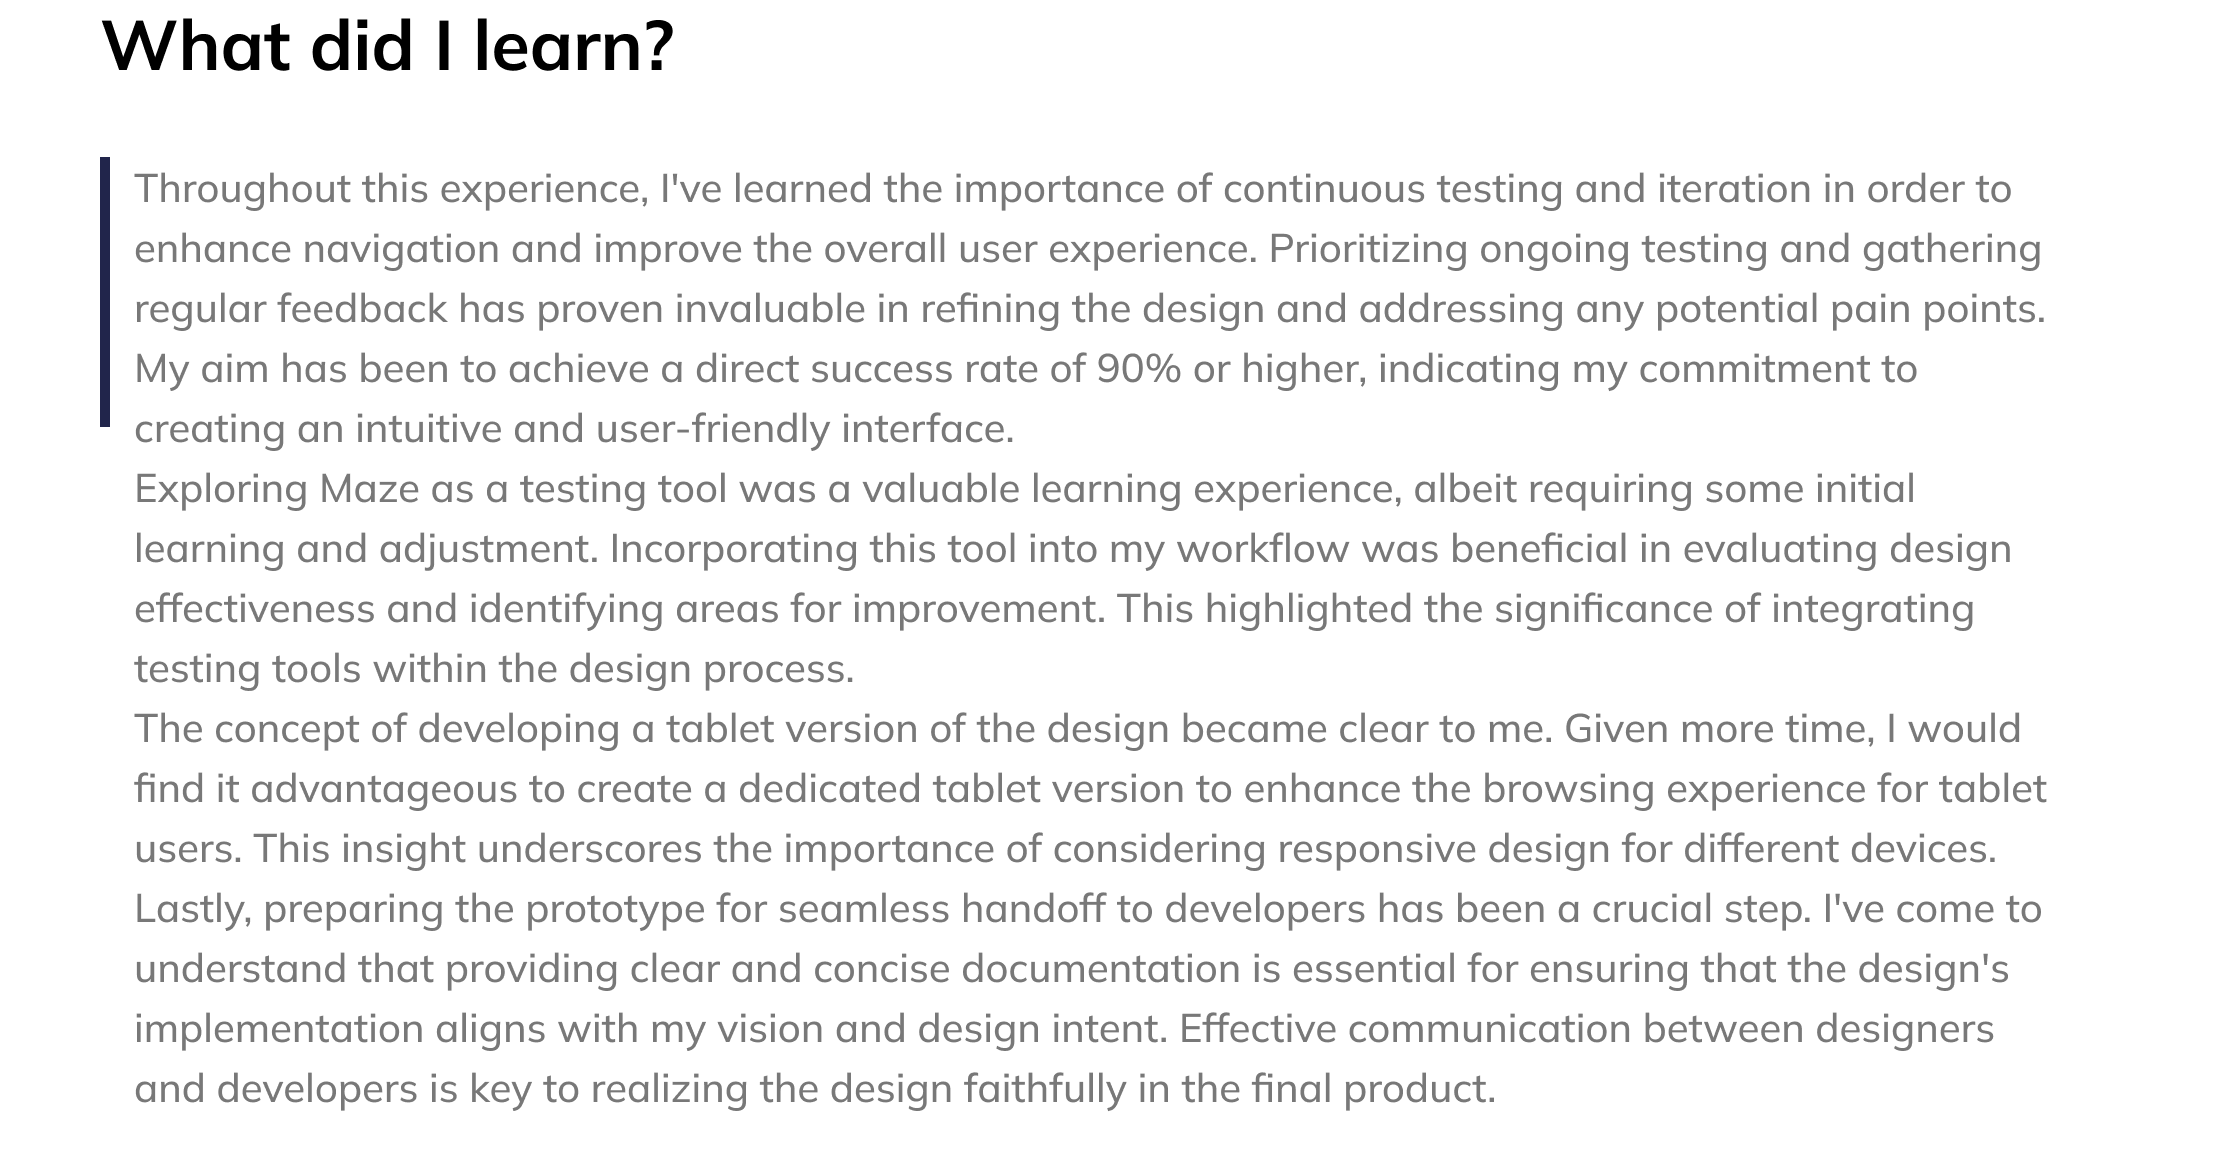 What did I learn?
Throughout this experience, I've learned the importance of continuous testing and iteration in order to
enhance navigation and improve the overall user experience. Prioritizing ongoing testing and gathering
regular feedback has proven invaluable in refining the design and addressing any potential pain points.
My aim has been to achieve a direct success rate of 90% or higher, indicating my commitment to
creating an intuitive and user-friendly interface.
Exploring Maze as a testing tool was a valuable learning experience, albeit requiring some initial
learning and adjustment. Incorporating this tool into my workflow was beneficial in evaluating design
effectiveness and identifying areas for improvement. This highlighted the significance of integrating
testing tools within the design process.
The concept of developing a tablet version of the design became clear to me. Given more time, I would
find it advantageous to create a dedicated tablet version to enhance the browsing experience for tablet
users. This insight underscores the importance of considering responsive design for different devices.
Lastly, preparing the prototype for seamless handoff to developers has been a crucial step. I've come to
understand that providing clear and concise documentation is essential for ensuring that the design's
implementation aligns with my vision and design intent. Effective communication between designers
and developers is key to realizing the design faithfully in the final product.